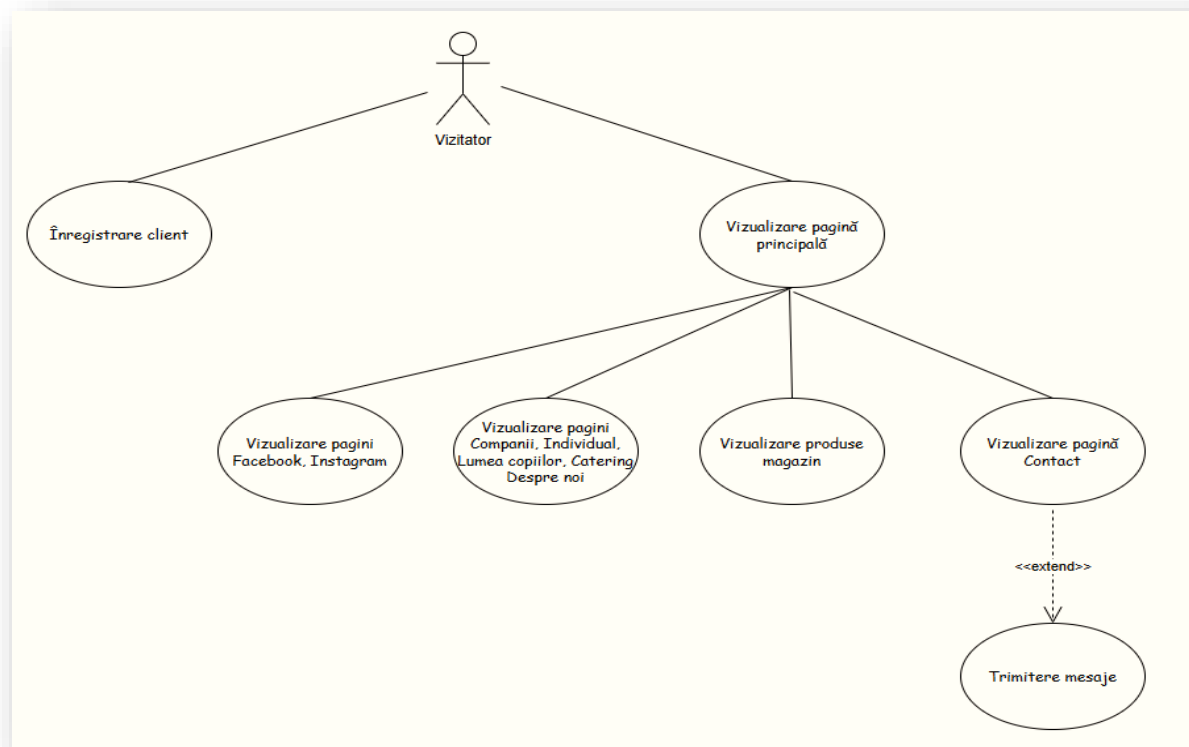 Vizitator
Înregistrare client
Vizualizare pagină
principală
Vizualizare pagini
Facebook, Instagram
Vizualizare pagini
Companii, Individual,
Lumea copiilor, Catering
Despre noi
Vizualizare produse
magazin
Vizualizare pagină
Contact
<<extend>>
Trimitere mesaje